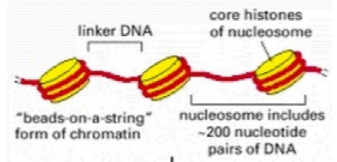 linker DNA
core histones
of nucleosome
"beads-on-a-string"
form of chromatin
nucleosome includes
~200 nucleotide
pairs of DNA